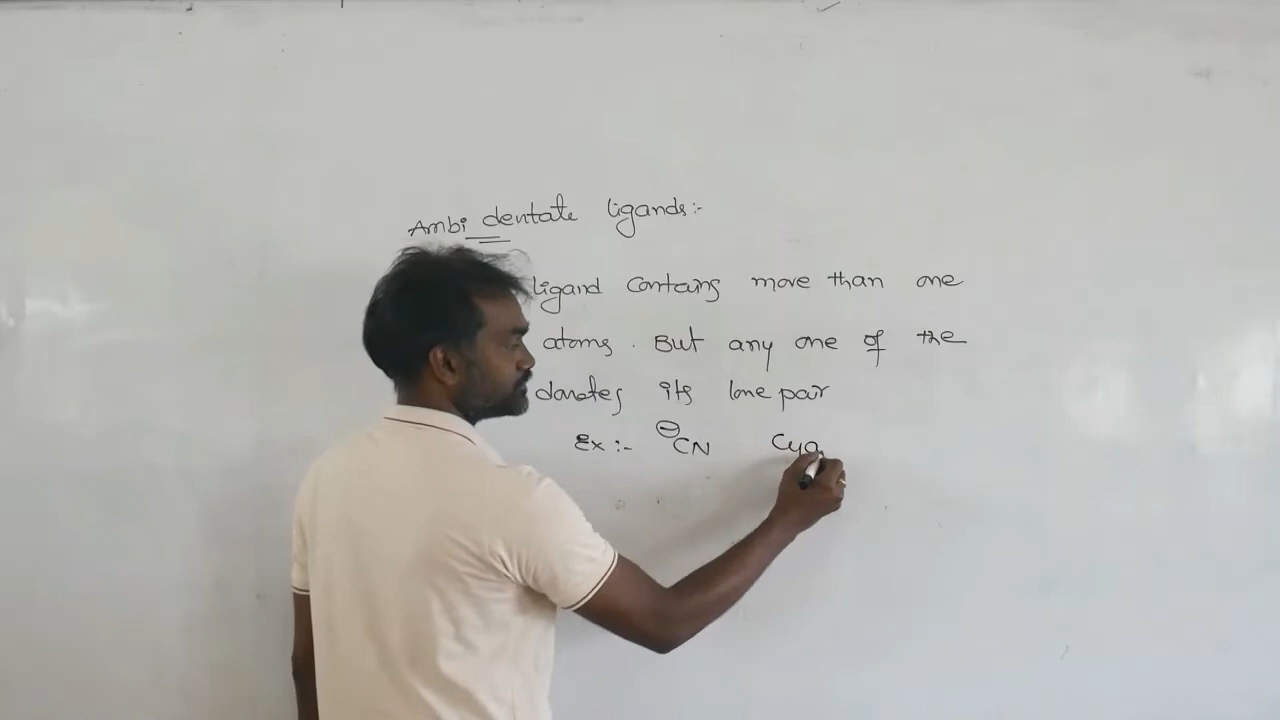 Ambi dentate ligands:-
ligand contains more than one
atoms. But any one of the
donates its lone pair
Ex:- ⊖CN Cya